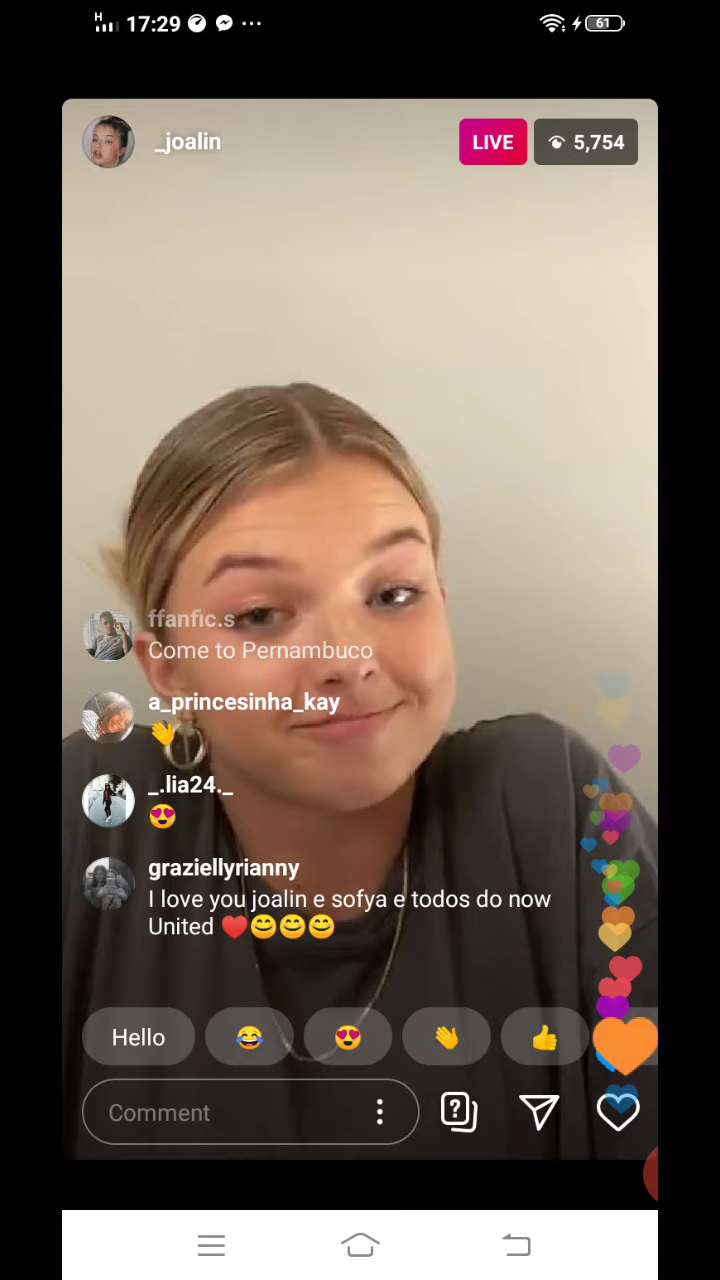 H
17:29
61
_joalin
LIVE
5,754
ffanfic.s
Come to Pernambuco
a_princesinha_kay
👋
_.lia24._
😍
graziellyrianny
I love you joalin e sofya e todos do now
United ❤️😊😊😊
Hello 😂 😍 👋 👍
Comment
?